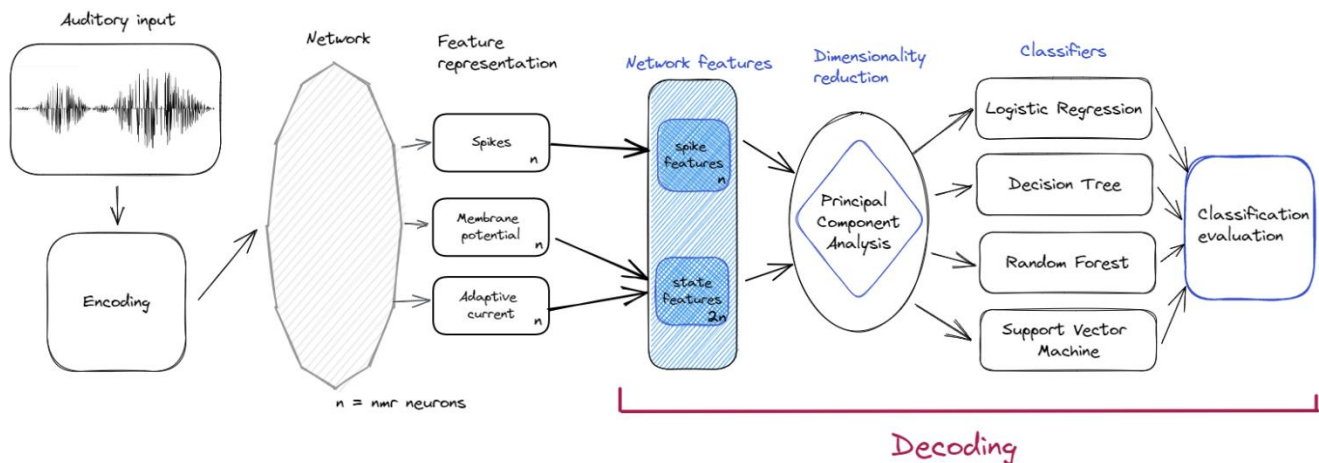 Auditory input
Encoding
Network
n = nmr neurons
Feature
representation
Spikes
n
Membrane
potential
n
Adaptive
current
n
Network features
spike
features
n
state
features
2n
Dimensionality
reduction
Principal
Component
Analysis
Classifiers
Logistic Regression
Decision Tree
Random Forest
Support Vector
Machine
Classification
evaluation
Decoding